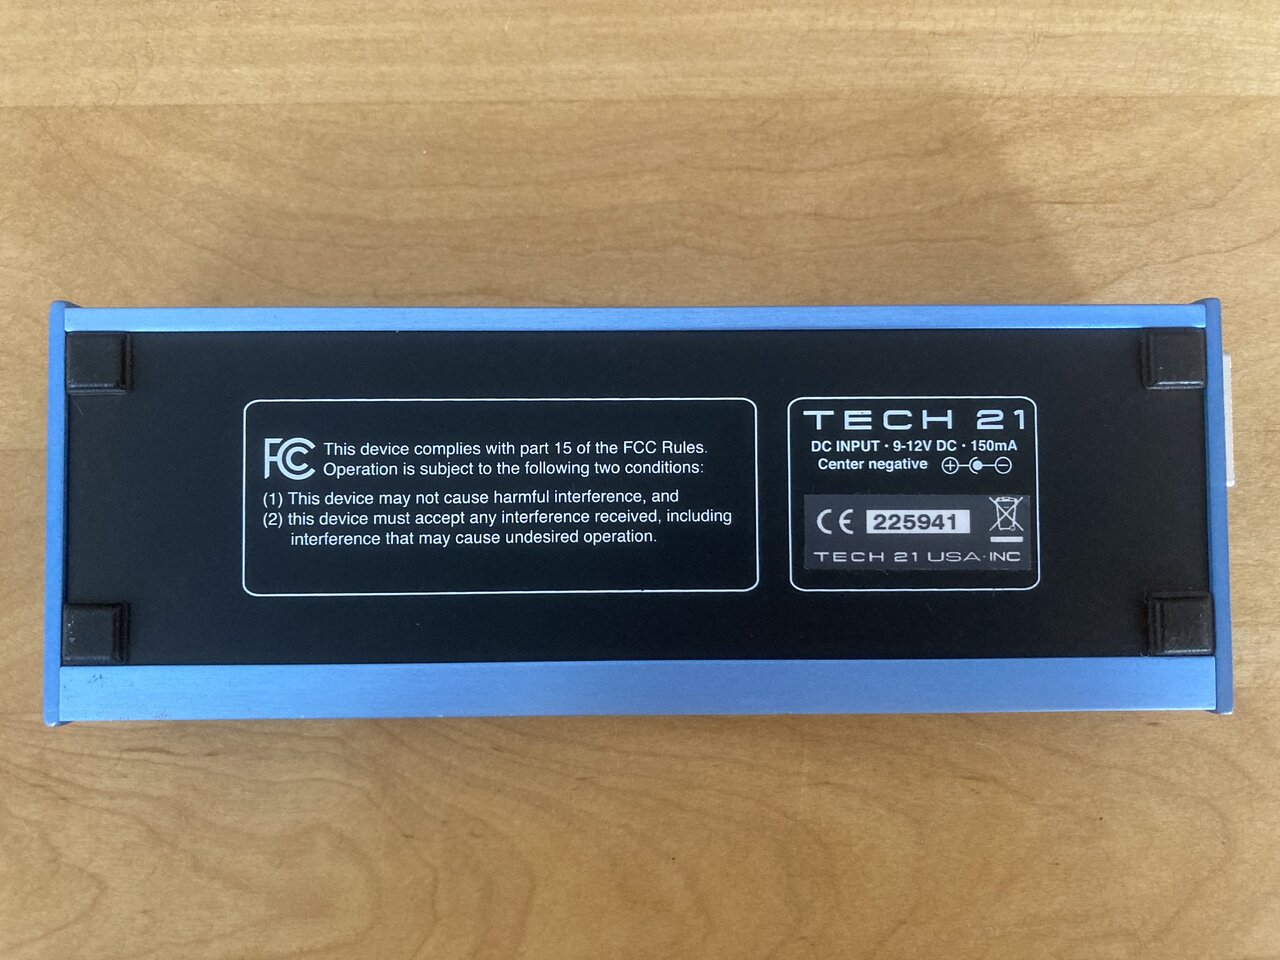 FCC This device complies with part 15 of the FCC Rules.
Operation is subject to the following two conditions:
(1) This device may not cause harmful interference, and
(2) this device must accept any interference received, including
interference that may cause undesired operation.
TECH 21
DC INPUT · 9-12V DC · 150mA
Center negative
CE 225941
TECH 21 USA·INC